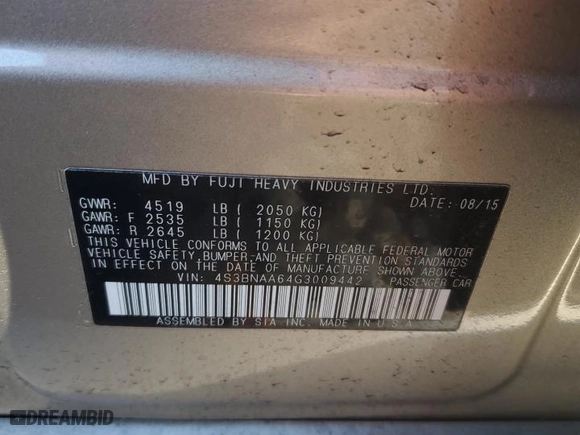 MFD BY FUJI HEAVY INDUSTRIES LTD.
DATE: 08/15
GVWR: 4519 LB ( 2050 KG)
GAWR: F 2535 LB ( 1150 KG)
GAWR: R 2645 LB ( 1200 KG)
THIS VEHICLE CONFORMS TO ALL APPLICABLE FEDERAL MOTOR
VEHICLE SAFETY, BUMPER, AND THEFT PREVENTION STANDARDS
IN EFFECT ON THE DATE OF MANUFACTURE SHOWN ABOVE.
VIN: 4S3BNAA64G3009442 PASSENGER CAR
ASSEMBLED BY SIA INC. MADE IN U.S.A.
DREAMBID